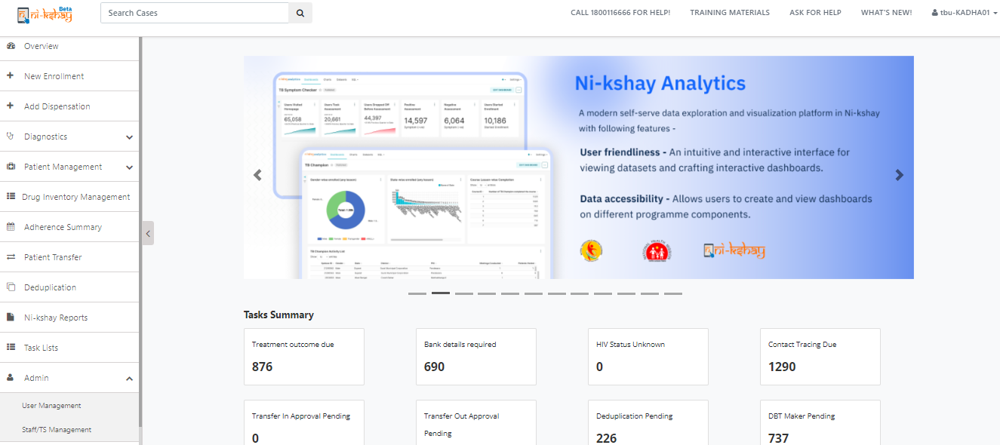 Beta
ni-kshay
Search Cases
CALL 1800116666 FOR HELP!
TRAINING MATERIALS
ASK FOR HELP
WHAT'S NEW!
tbu-KADHA01
Overview
New Enrollment
Add Dispensation
Diagnostics
Patient Management
Drug Inventory Management
Adherence Summary
Patient Transfer
Deduplication
Ni-kshay Reports
Task Lists
Admin
User Management
Staff/TS Management
TB Symptom Checker
65,058
20,661
44,397
14,597
6,064
10,186
TB Champion
Ni-kshay Analytics
A modern self-serve data exploration and visualization platform in Ni-kshay
with following features -
User friendliness - An intuitive and interactive interface for
viewing datasets and crafting interactive dashboards.
Data accessibility - Allows users to create and view dashboards
on different programme components.
ni-kshay
Tasks Summary
Treatment outcome due
876
Bank details required
690
HIV Status Unknown
0
Contact Tracing Due
1290
Transfer In Approval Pending
0
Transfer Out Approval
Pending
Deduplication Pending
226
DBT Maker Pending
737